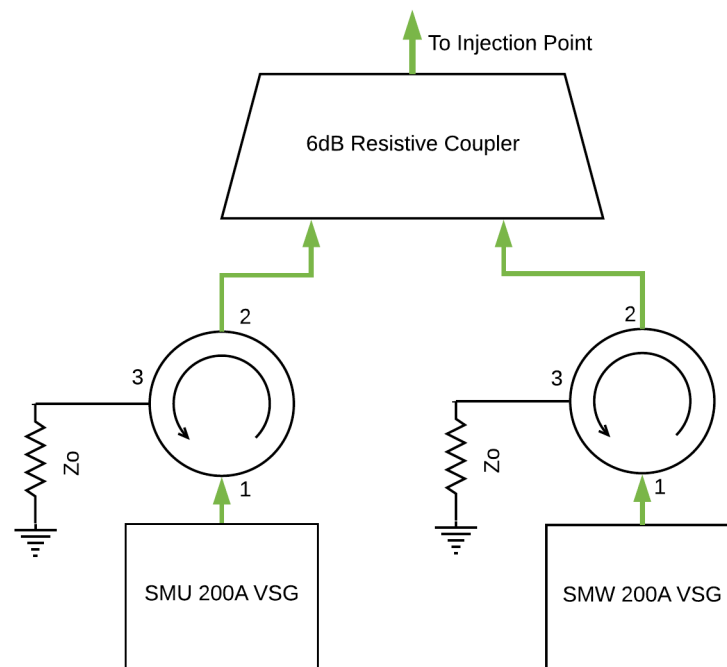 To Injection Point
6dB Resistive Coupler
2
2
3
3
Zo
Zo
1
1
SMU 200A VSG
SMW 200A VSG